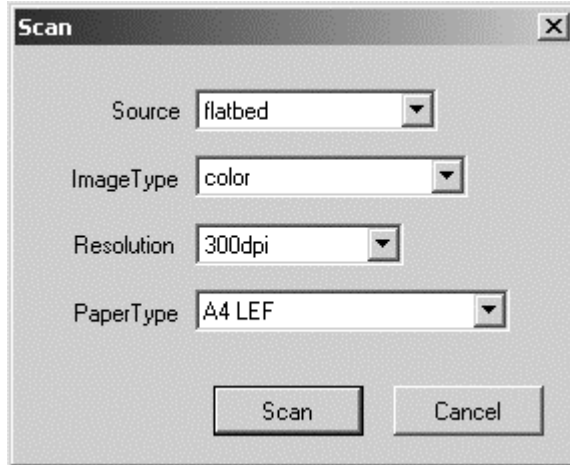 Scan
Source flatbed
ImageType color
Resolution 300dpi
PaperType A4 LEF
Scan Cancel